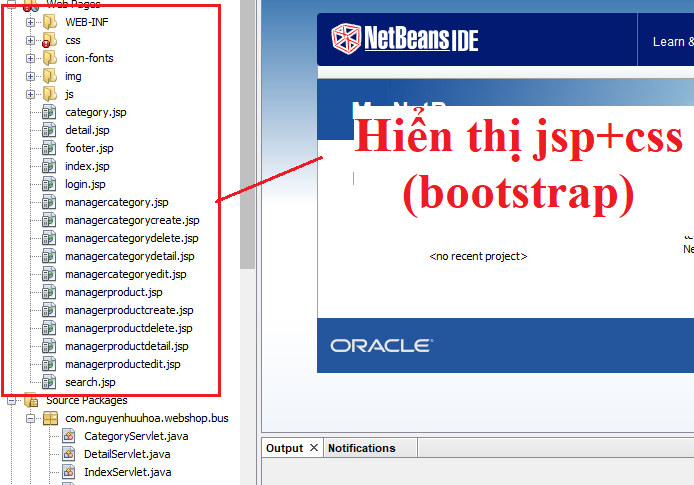 Web Pages
WEB-INF
css
icon-fonts
img
js
category.jsp
detail.jsp
footer.jsp
index.jsp
login.jsp
managercategory.jsp
managercategorycreate.jsp
managercategorydelete.jsp
managercategorydetail.jsp
managercategoryedit.jsp
managerproduct.jsp
managerproductcreate.jsp
managerproductdelete.jsp
managerproductdetail.jsp
managerproductedit.jsp
search.jsp
Source Packages
com.nguyenhuuhoa.webshop.bus
CategoryServlet.java
DetailServlet.java
IndexServlet.java
NetBeans IDE
Learn &
Hiển thị jsp+css
(bootstrap)
<no recent project>
Ne
ORACLE
Output
Notifications